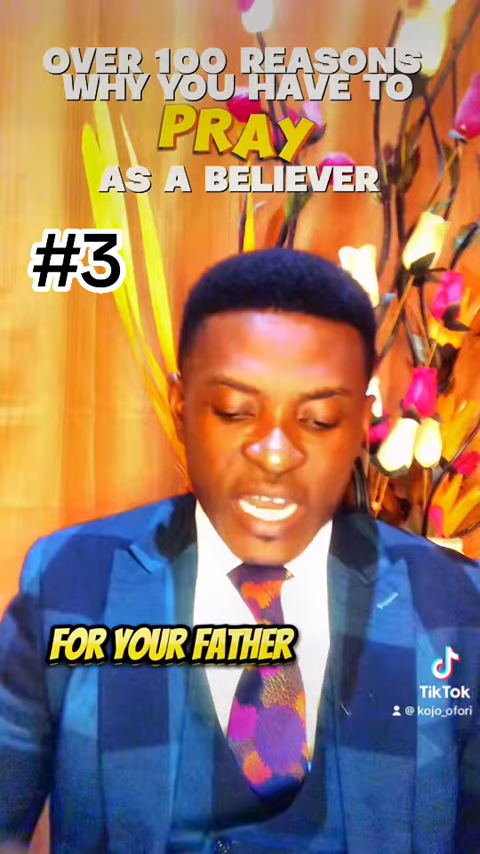 OVER 100 REASONS
WHY YOU HAVE TO
PRAY
AS A BELIEVER
#3
FOR YOUR FATHER
TikTok
@ kojo_ofori